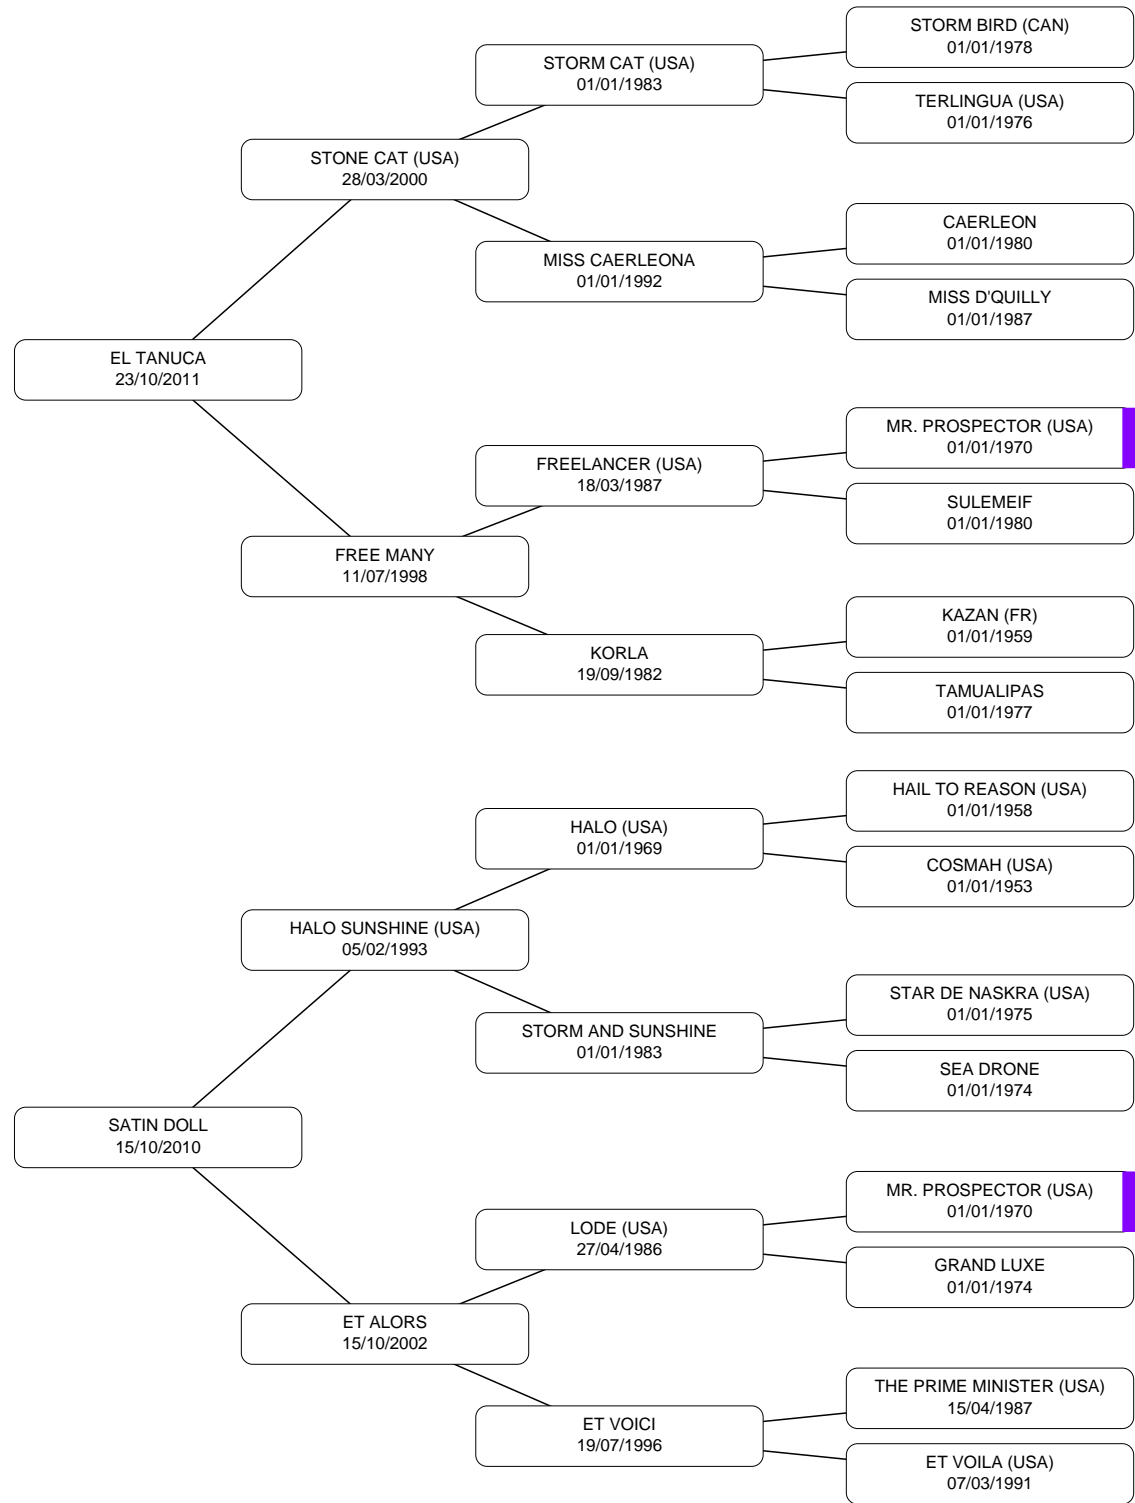 STORM BIRD (CAN)
01/01/1978
STORM CAT (USA)
01/01/1983
TERLINGUA (USA)
01/01/1976
STONE CAT (USA)
28/03/2000
CAERLEON
01/01/1980
MISS CAERLEONA
01/01/1992
MISS D'QUILLY
01/01/1987
EL TANUCA
23/10/2011
MR. PROSPECTOR (USA)
01/01/1970
FREELANCER (USA)
18/03/1987
SULEMEIF
01/01/1980
FREE MANY
11/07/1998
KAZAN (FR)
01/01/1959
KORLA
19/09/1982
TAMUALIPAS
01/01/1977
HAIL TO REASON (USA)
01/01/1958
HALO (USA)
01/01/1969
COSMAH (USA)
01/01/1953
HALO SUNSHINE (USA)
05/02/1993
STAR DE NASKRA (USA)
01/01/1975
STORM AND SUNSHINE
01/01/1983
SEA DRONE
01/01/1974
SATIN DOLL
15/10/2010
MR. PROSPECTOR (USA)
01/01/1970
LODE (USA)
27/04/1986
GRAND LUXE
01/01/1974
ET ALORS
15/10/2002
THE PRIME MINISTER (USA)
15/04/1987
ET VOICI
19/07/1996
ET VOILA (USA)
07/03/1991